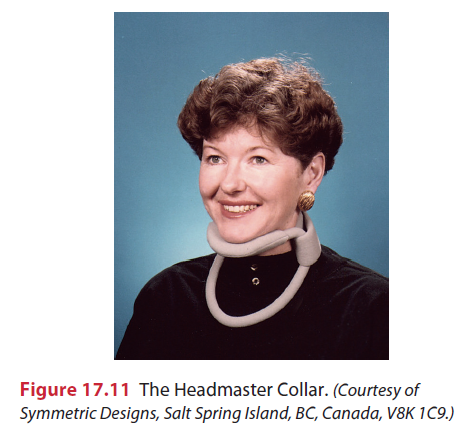 Figure 17.11 The Headmaster Collar. (Courtesy of
Symmetric Designs, Salt Spring Island, BC, Canada, V8K 1C9.)